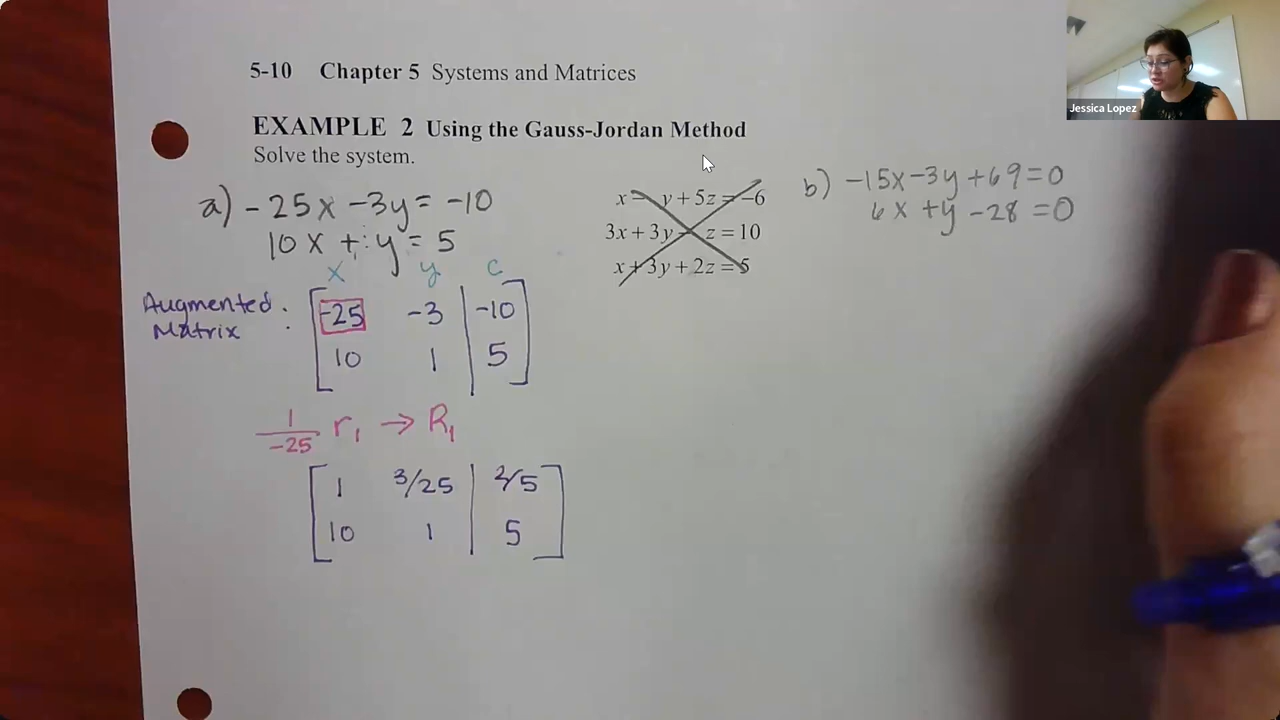 5-10 Chapter 5 Systems and Matrices
Jessica Lopez
EXAMPLE 2 Using the Gauss-Jordan Method
Solve the system.
a) -25x -3y = -10
10x + y = 5
x - y + 5z = -6
3x + 3y - z = 10
x + 3y + 2z = 5
b) -15x-3y+69=0
6x +y -28 =0
x y c
Augmented Matrix
-25 -3 | -10
10 1 | 5
1/-25 r₁ → R₁
1 3/25 | 2/5
10 1 | 5